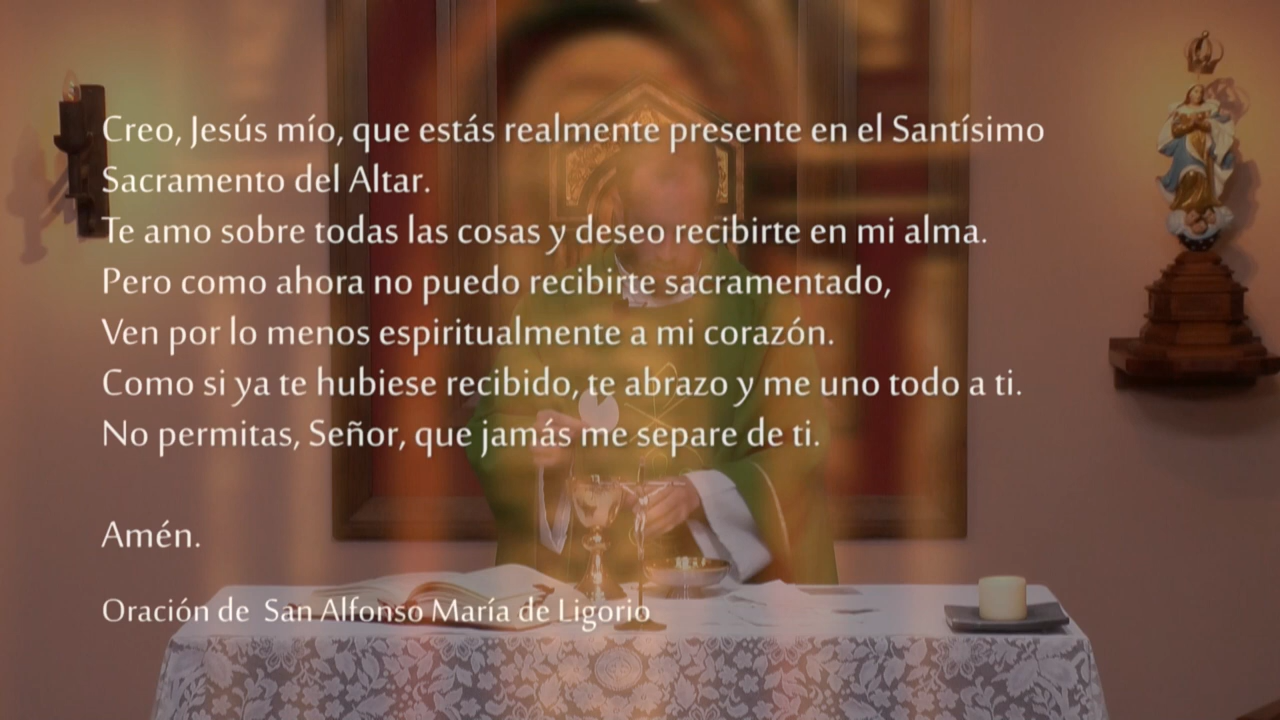 Creo, Jesús mío, que estás realmente presente en el Santísimo
Sacramento del Altar.
Te amo sobre todas las cosas y deseo recibirte en mi alma.
Pero como ahora no puedo recibirte sacramentado,
Ven por lo menos espiritualmente a mi corazón.
Como si ya te hubiese recibido, te abrazo y me uno todo a ti.
No permitas, Señor, que jamás me separe de ti.
Amén.
Oración de San Alfonso María de Ligorio